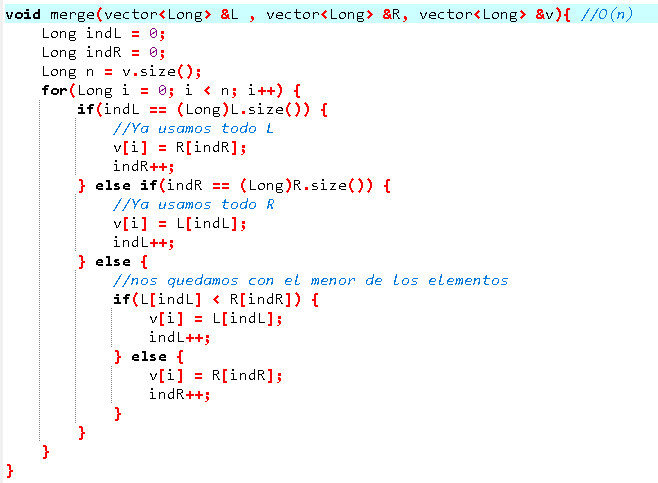 void merge(vector<Long> &L , vector<Long> &R, vector<Long> &v){ //O(n)
    Long indL = 0;
    Long indR = 0;
    Long n = v.size();
    for(Long i = 0; i < n; i++) {
        if(indL == (Long)L.size()) {
            //Ya usamos todo L
            v[i] = R[indR];
            indR++;
        } else if(indR == (Long)R.size()) {
            //Ya usamos todo R
            v[i] = L[indL];
            indL++;
        } else {
            //nos quedamos con el menor de los elementos
            if(L[indL] < R[indR]) {
                v[i] = L[indL];
                indL++;
            } else {
                v[i] = R[indR];
                indR++;
            }
        }
    }
}